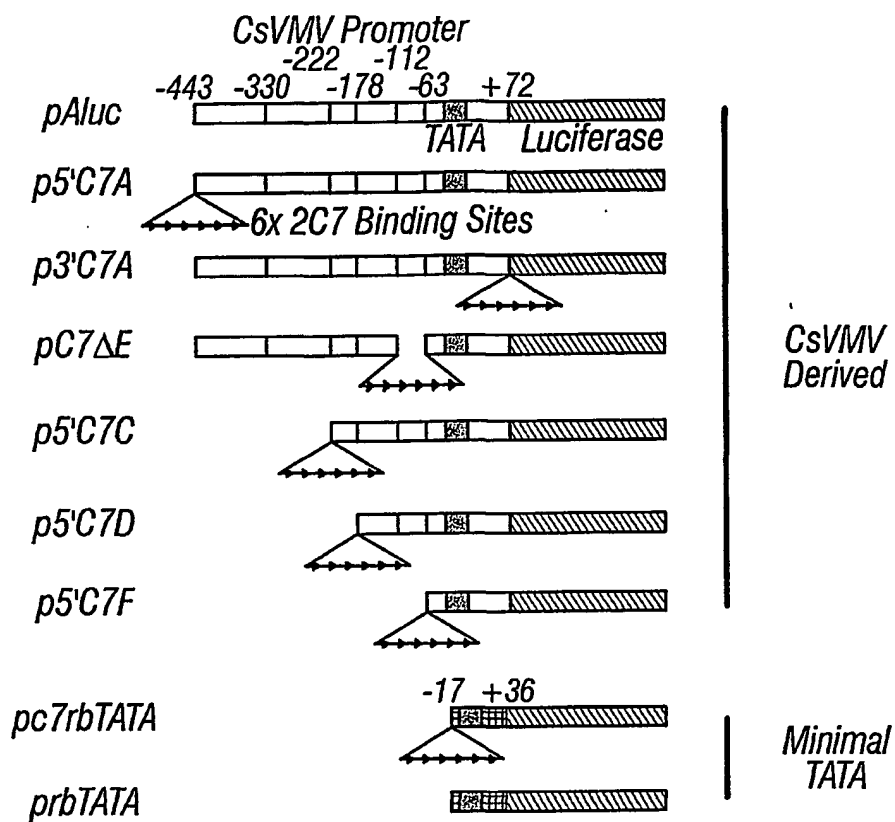 CsVMV Promoter
-222 -112
-443 -330 -178 -63 +72
pAluc
TATA Luciferase
p5'C7A
6x 2C7 Binding Sites
p3'C7A
pC7ΔE
CsVMV
Derived
p5'C7C
p5'C7D
p5'C7F
-17 +36
pc7rbTATA
Minimal
TATA
prbTATA